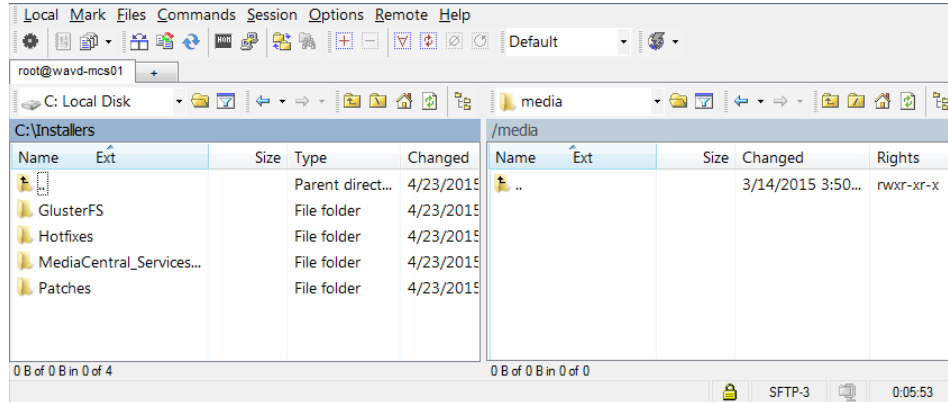 Local Mark Files Commands Session Options Remote Help
Default
root@wavd-mcs01 +
C: Local Disk media
C:\Installers /media
Name Ext Size Type Changed Name Ext Size Changed Rights
.. Parent direct... 4/23/2015 .. 3/14/2015 3:50... rwxr-xr-x
GlusterFS File folder 4/23/2015
Hotfixes File folder 4/23/2015
MediaCentral_Services... File folder 4/23/2015
Patches File folder 4/23/2015
0 B of 0 B in 0 of 4 0 B of 0 B in 0 of 0
SFTP-3 0:05:53